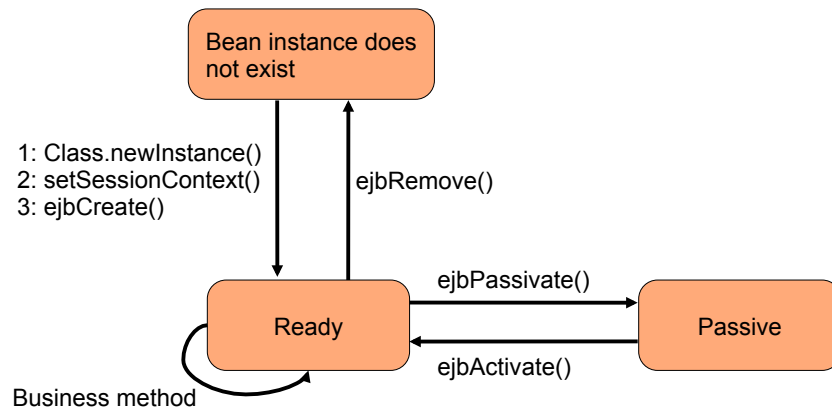 Bean instance does
not exist
1: Class.newInstance()
2: setSessionContext()
3: ejbCreate()
ejbRemove()
ejbPassivate()
Ready
Passive
ejbActivate()
Business method